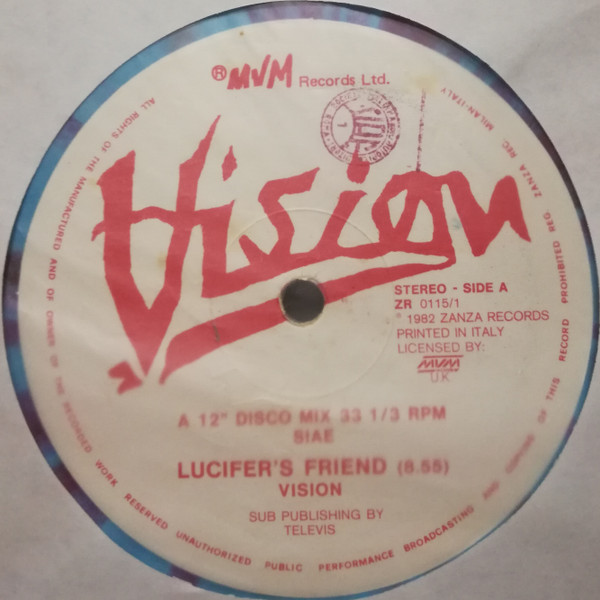 ® MVM Records Ltd.
Vision
STEREO - SIDE A
ZR 0115/1
℗ 1982 ZANZA RECORDS
PRINTED IN ITALY
LICENSED BY:
MVM
U.K.
A 12" DISCO MIX 33 1/3 RPM
SIAE
LUCIFER'S FRIEND (8.55)
VISION
SUB PUBLISHING BY
TELEVIS
ALL RIGHTS OF THE MANUFACTURED AND OF OWNER OF THE RECORDED WORK RESERVED UNAUTHORIZED PUBLIC PERFORMANCE BROADCASTING AND COPYING OF THIS RECORD PROHIBITED REG. ZANZA REC. MILAN-ITALY